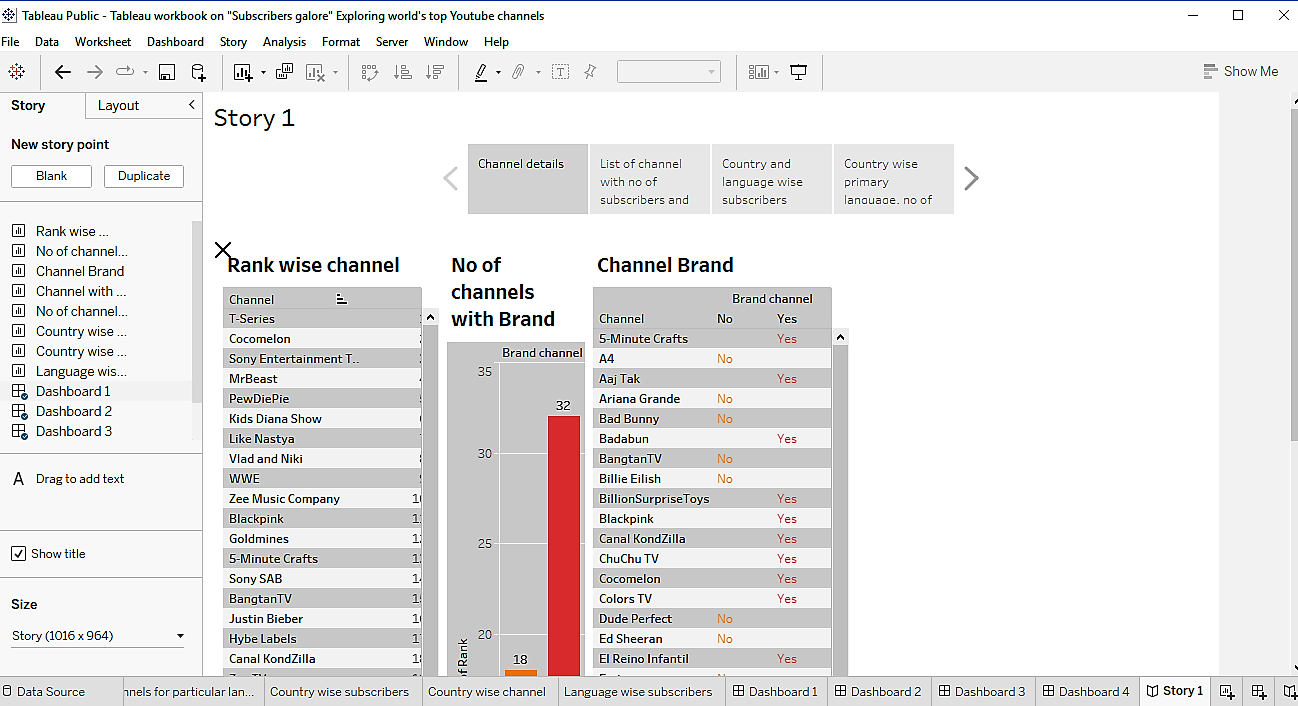 Tableau Public - Tableau workbook on "Subscribers galore" Exploring world's top Youtube channels
File Data Worksheet Dashboard Story Analysis Format Server Window Help
Show Me
Story Layout
New story point
Blank Duplicate
Rank wise ...
No of channel...
Channel Brand
Channel with ...
No of channel...
Country wise ...
Country wise ...
Language wis...
Dashboard 1
Dashboard 2
Dashboard 3
A Drag to add text
Show title
Size
Story (1016 x 964)
Story 1
Channel details
List of channel
with no of
subscribers and
Country and
language wise
subscribers
Country wise
primary
language, no of
Rank wise channel
Channel
T-Series
Cocomelon
Sony Entertainment T..
MrBeast
PewDiePie
Kids Diana Show
Like Nastya
Vlad and Niki
WWE
Zee Music Company
Blackpink
Goldmines
5-Minute Crafts
Sony SAB
BangtanTV
Justin Bieber
Hybe Labels
Canal KondZilla
No of
channels
with Brand
Brand channel
35
32
30
25
20
18
of Rank
Channel Brand
Brand channel
Channel No Yes
5-Minute Crafts Yes
A4 No
Aaj Tak Yes
Ariana Grande No
Bad Bunny No
Badabun Yes
BangtanTV No
Billie Eilish No
BillionSurpriseToys Yes
Blackpink Yes
Canal KondZilla Yes
ChuChu TV Yes
Cocomelon Yes
Colors TV Yes
Dude Perfect No
Ed Sheeran No
El Reino Infantil Yes
Data Source nnels for particular lan... Country wise subscribers Country wise channel Language wise subscribers Dashboard 1 Dashboard 2 Dashboard 3 Dashboard 4 Story 1